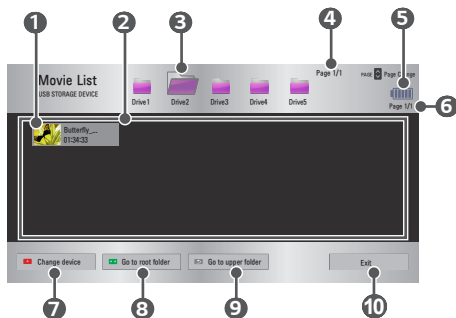 1
2
3
4
5
Movie List
USB STORAGE DEVICE
Drive1
Drive2
Drive3
Drive4
Drive5
Page 1/1
PAGE Page Change
Page 1/1
6
Butterfly_...
01:34:33
Change device
Go to root folder
Go to upper folder
Exit
7
8
9
10